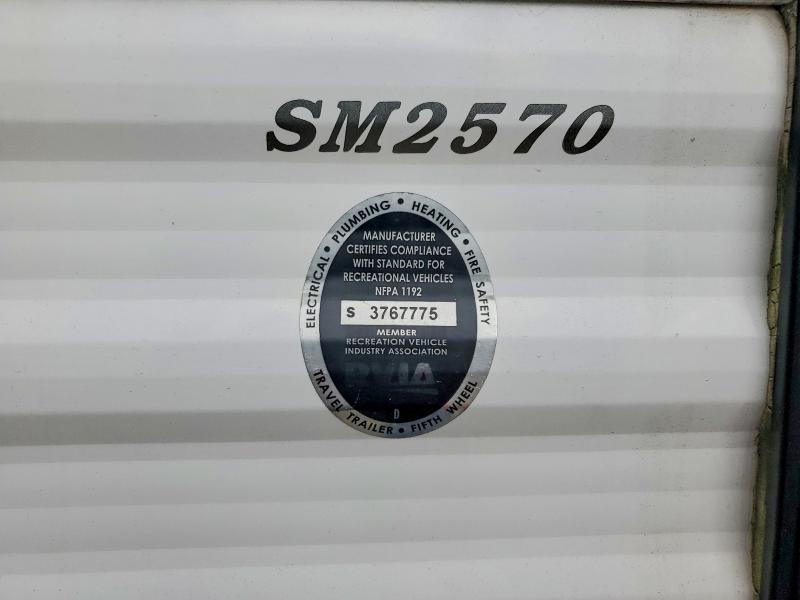 SM2570
ELECTRICAL • PLUMBING • HEATING • FIRE SAFETY
MANUFACTURER
CERTIFIES COMPLIANCE
WITH STANDARD FOR
RECREATIONAL VEHICLES
NFPA 1192
S 3767775
MEMBER
RECREATION VEHICLE
INDUSTRY ASSOCIATION
RVIA
D
TRAVEL TRAILER • FIFTH WHEEL